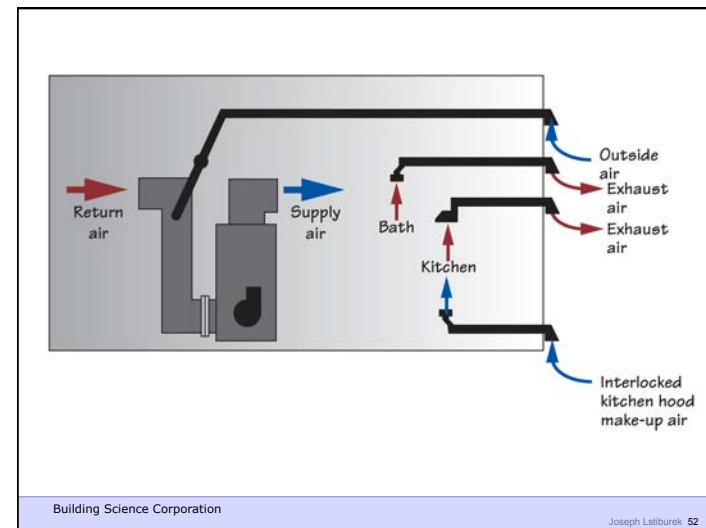 Outside
air
Exhaust
air
Exhaust
air
Return
air
Supply
air
Bath
Kitchen
Interlocked
kitchen hood
make-up air
Building Science Corporation
Joseph Lstiburek 52